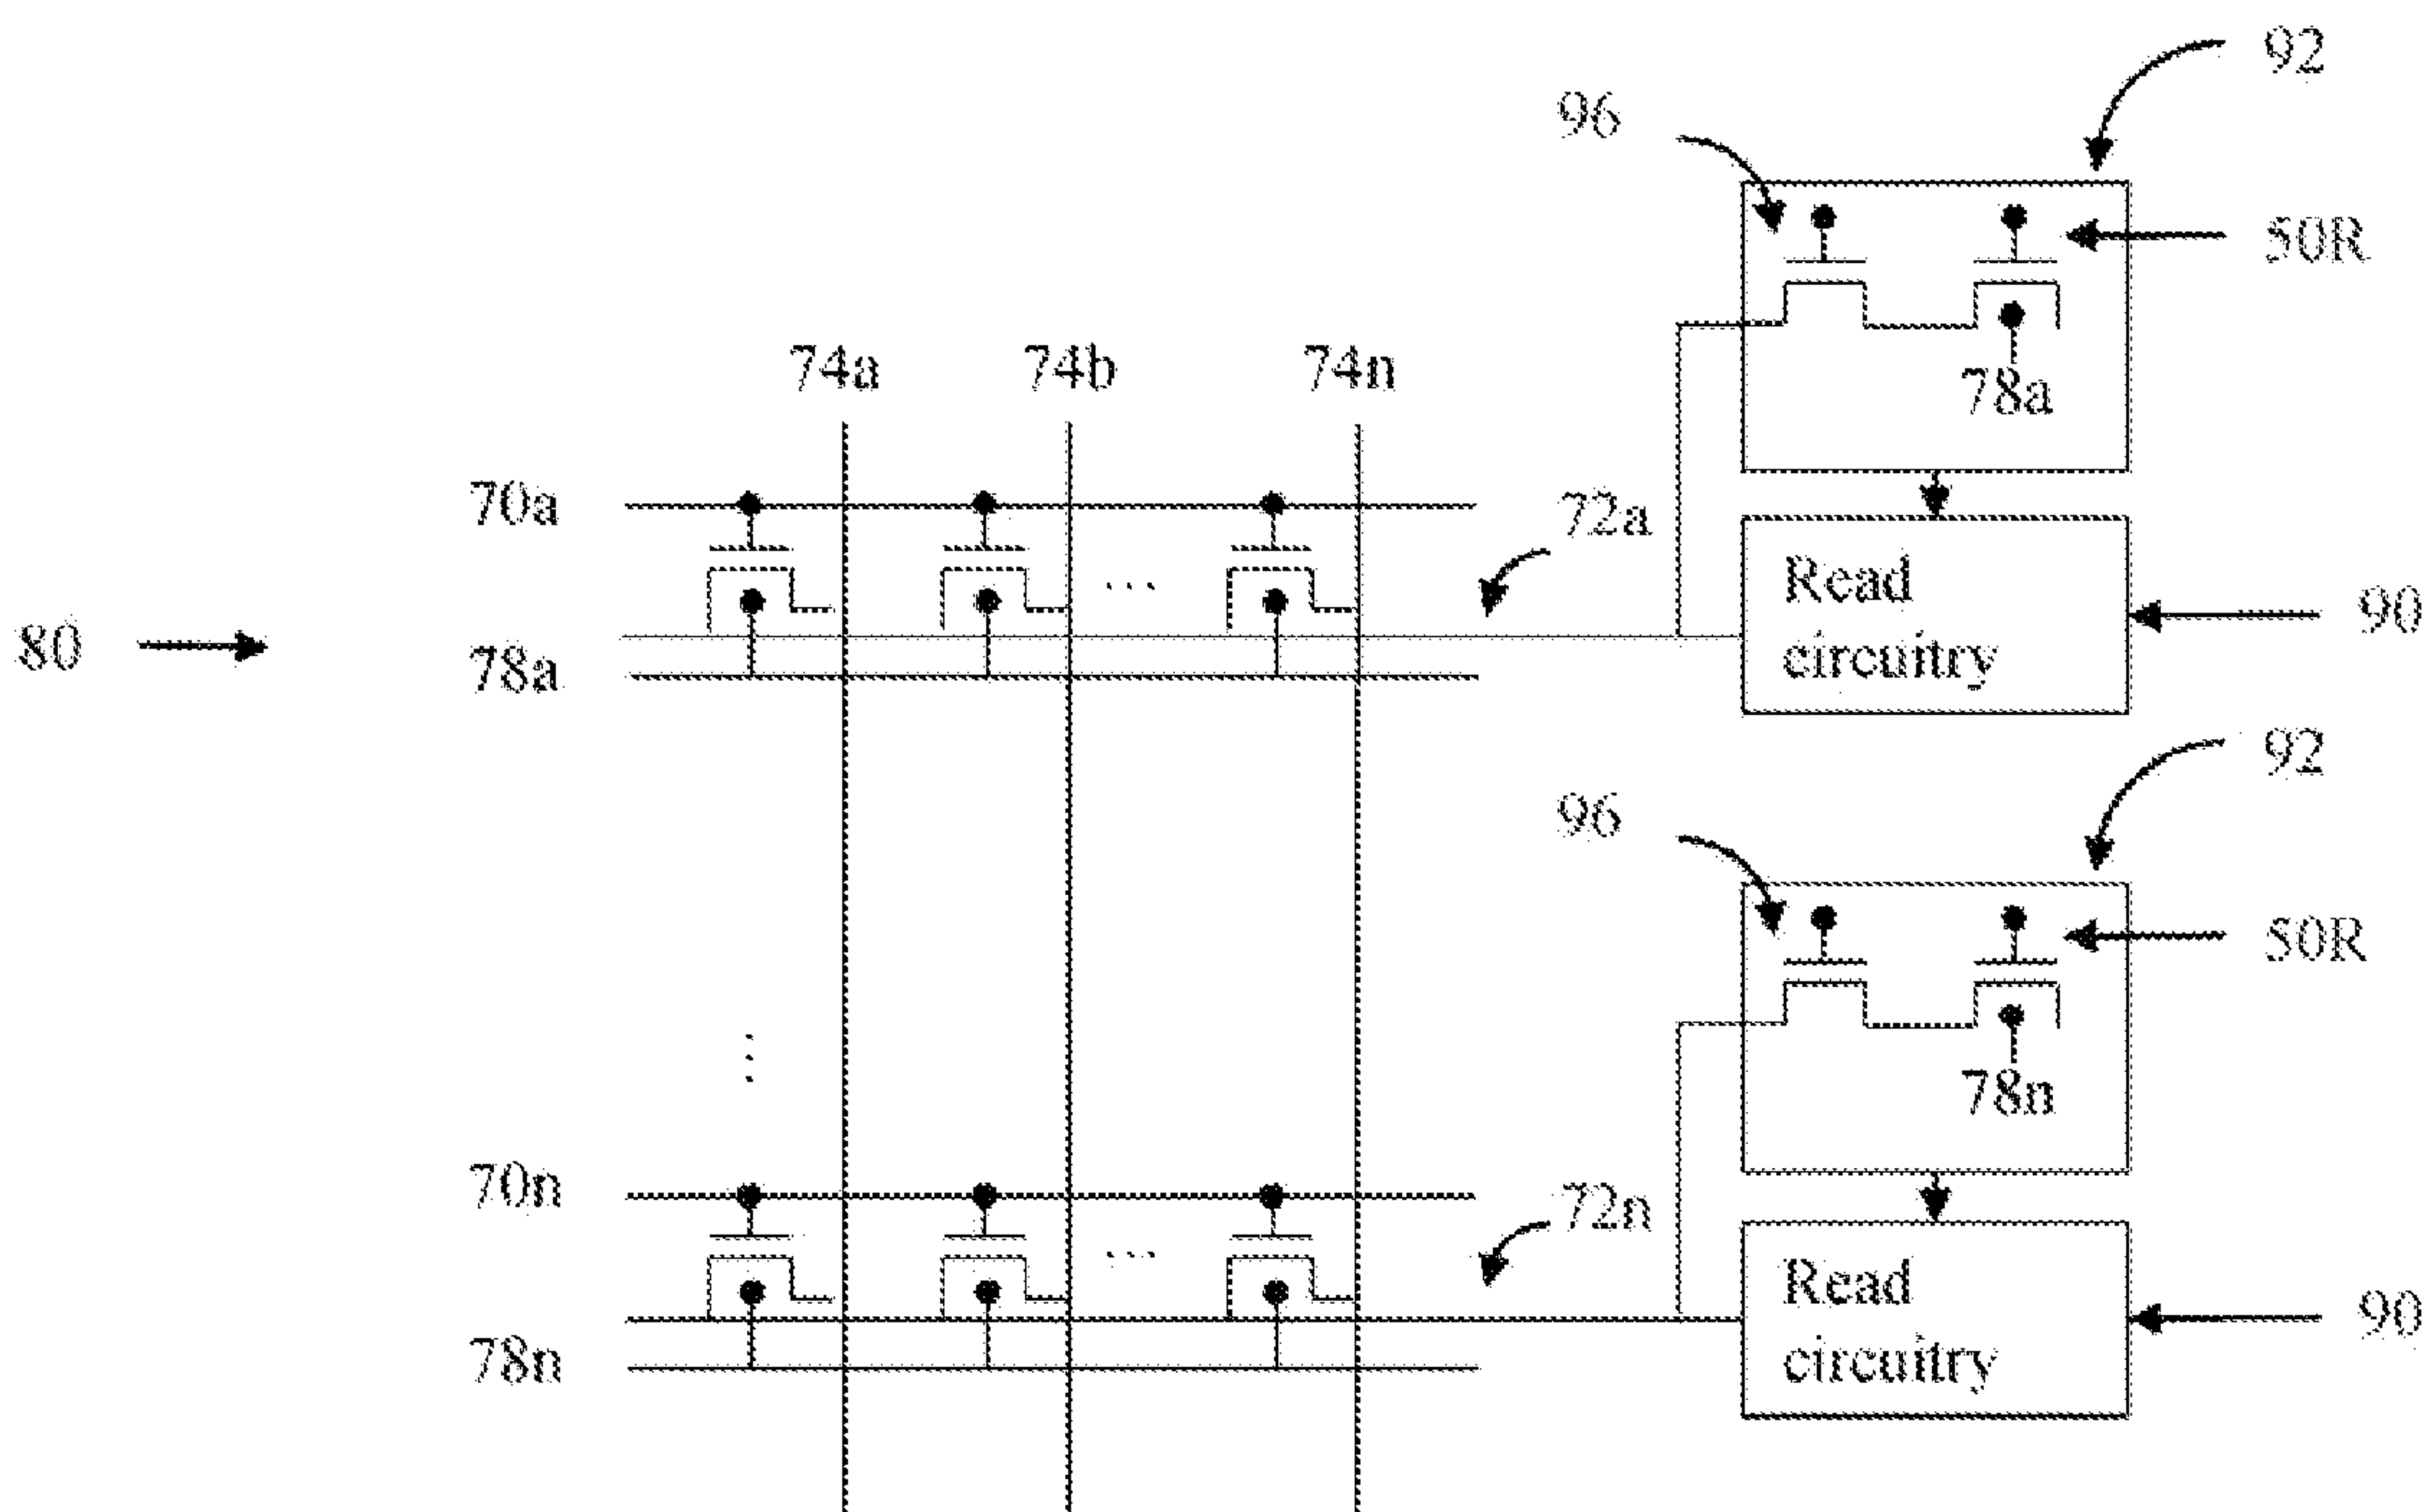 92
96
50R
78a
74a 74b 74n
70a
72a
Read
circuitry
90
80
78a
...
92
96
50R
78n
...
70n
72n
Read
circuitry
90
78n
...